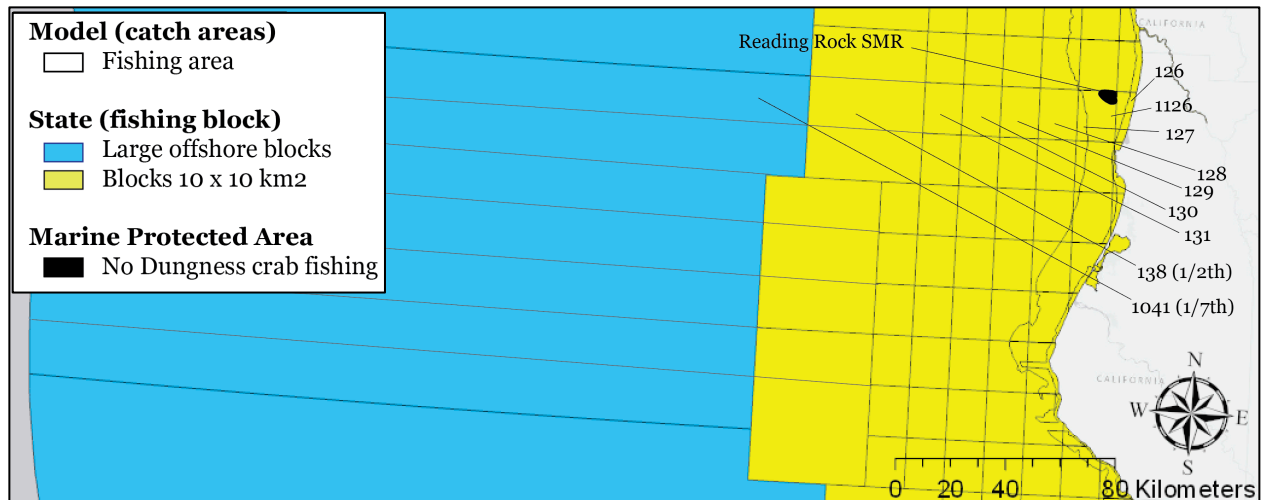 Model (catch areas)
Fishing area
State (fishing block)
Large offshore blocks
Blocks 10 x 10 km2
Marine Protected Area
No Dungness crab fishing
CALIFORNIA
Reading Rock SMR
126
1126
127
128
129
130
131
138 (1/2th)
1041 (1/7th)
CALIFORNIA
N
W
E
S
0 20 40 80 Kilometers